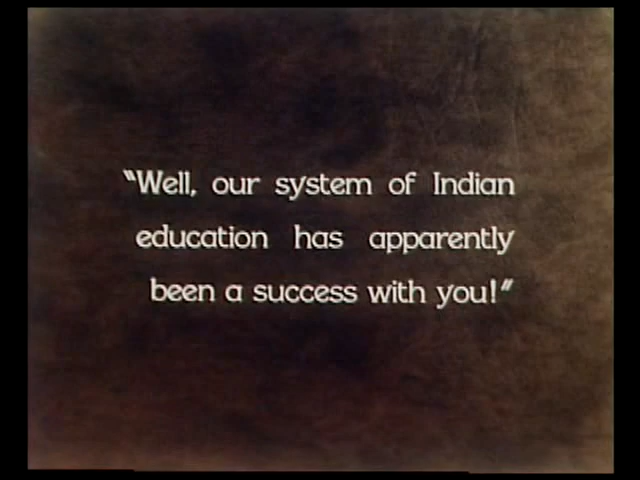 “Well, our system of Indian
education has apparently
been a success with you!”